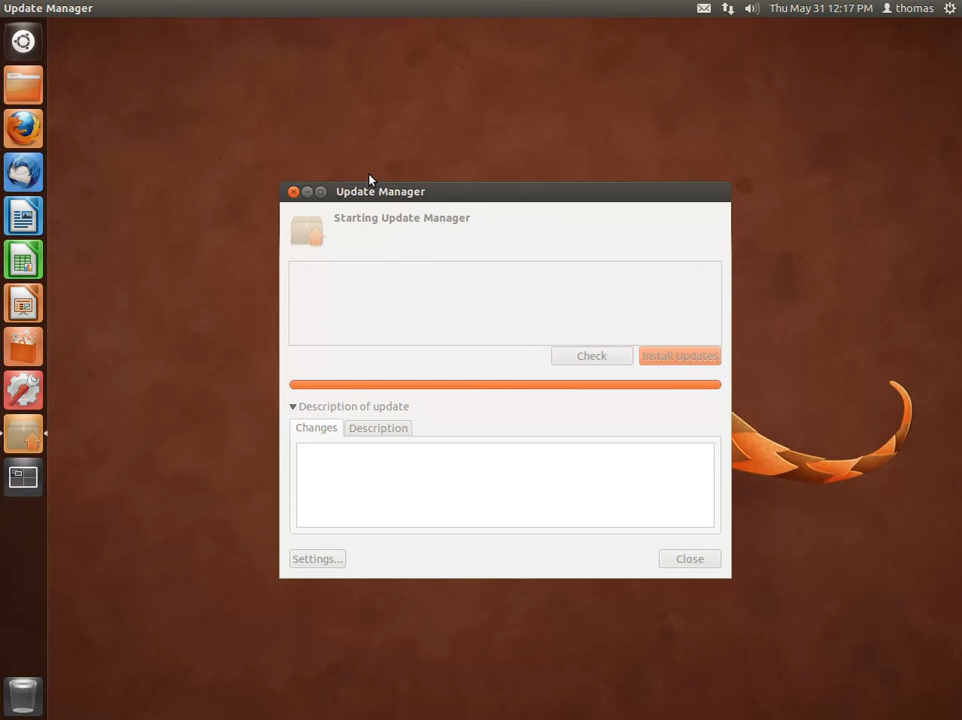 Update Manager
Thu May 31 12:17 PM
thomas
Update Manager
Starting Update Manager
Check
Install Updates
Description of update
Changes
Description
Settings...
Close